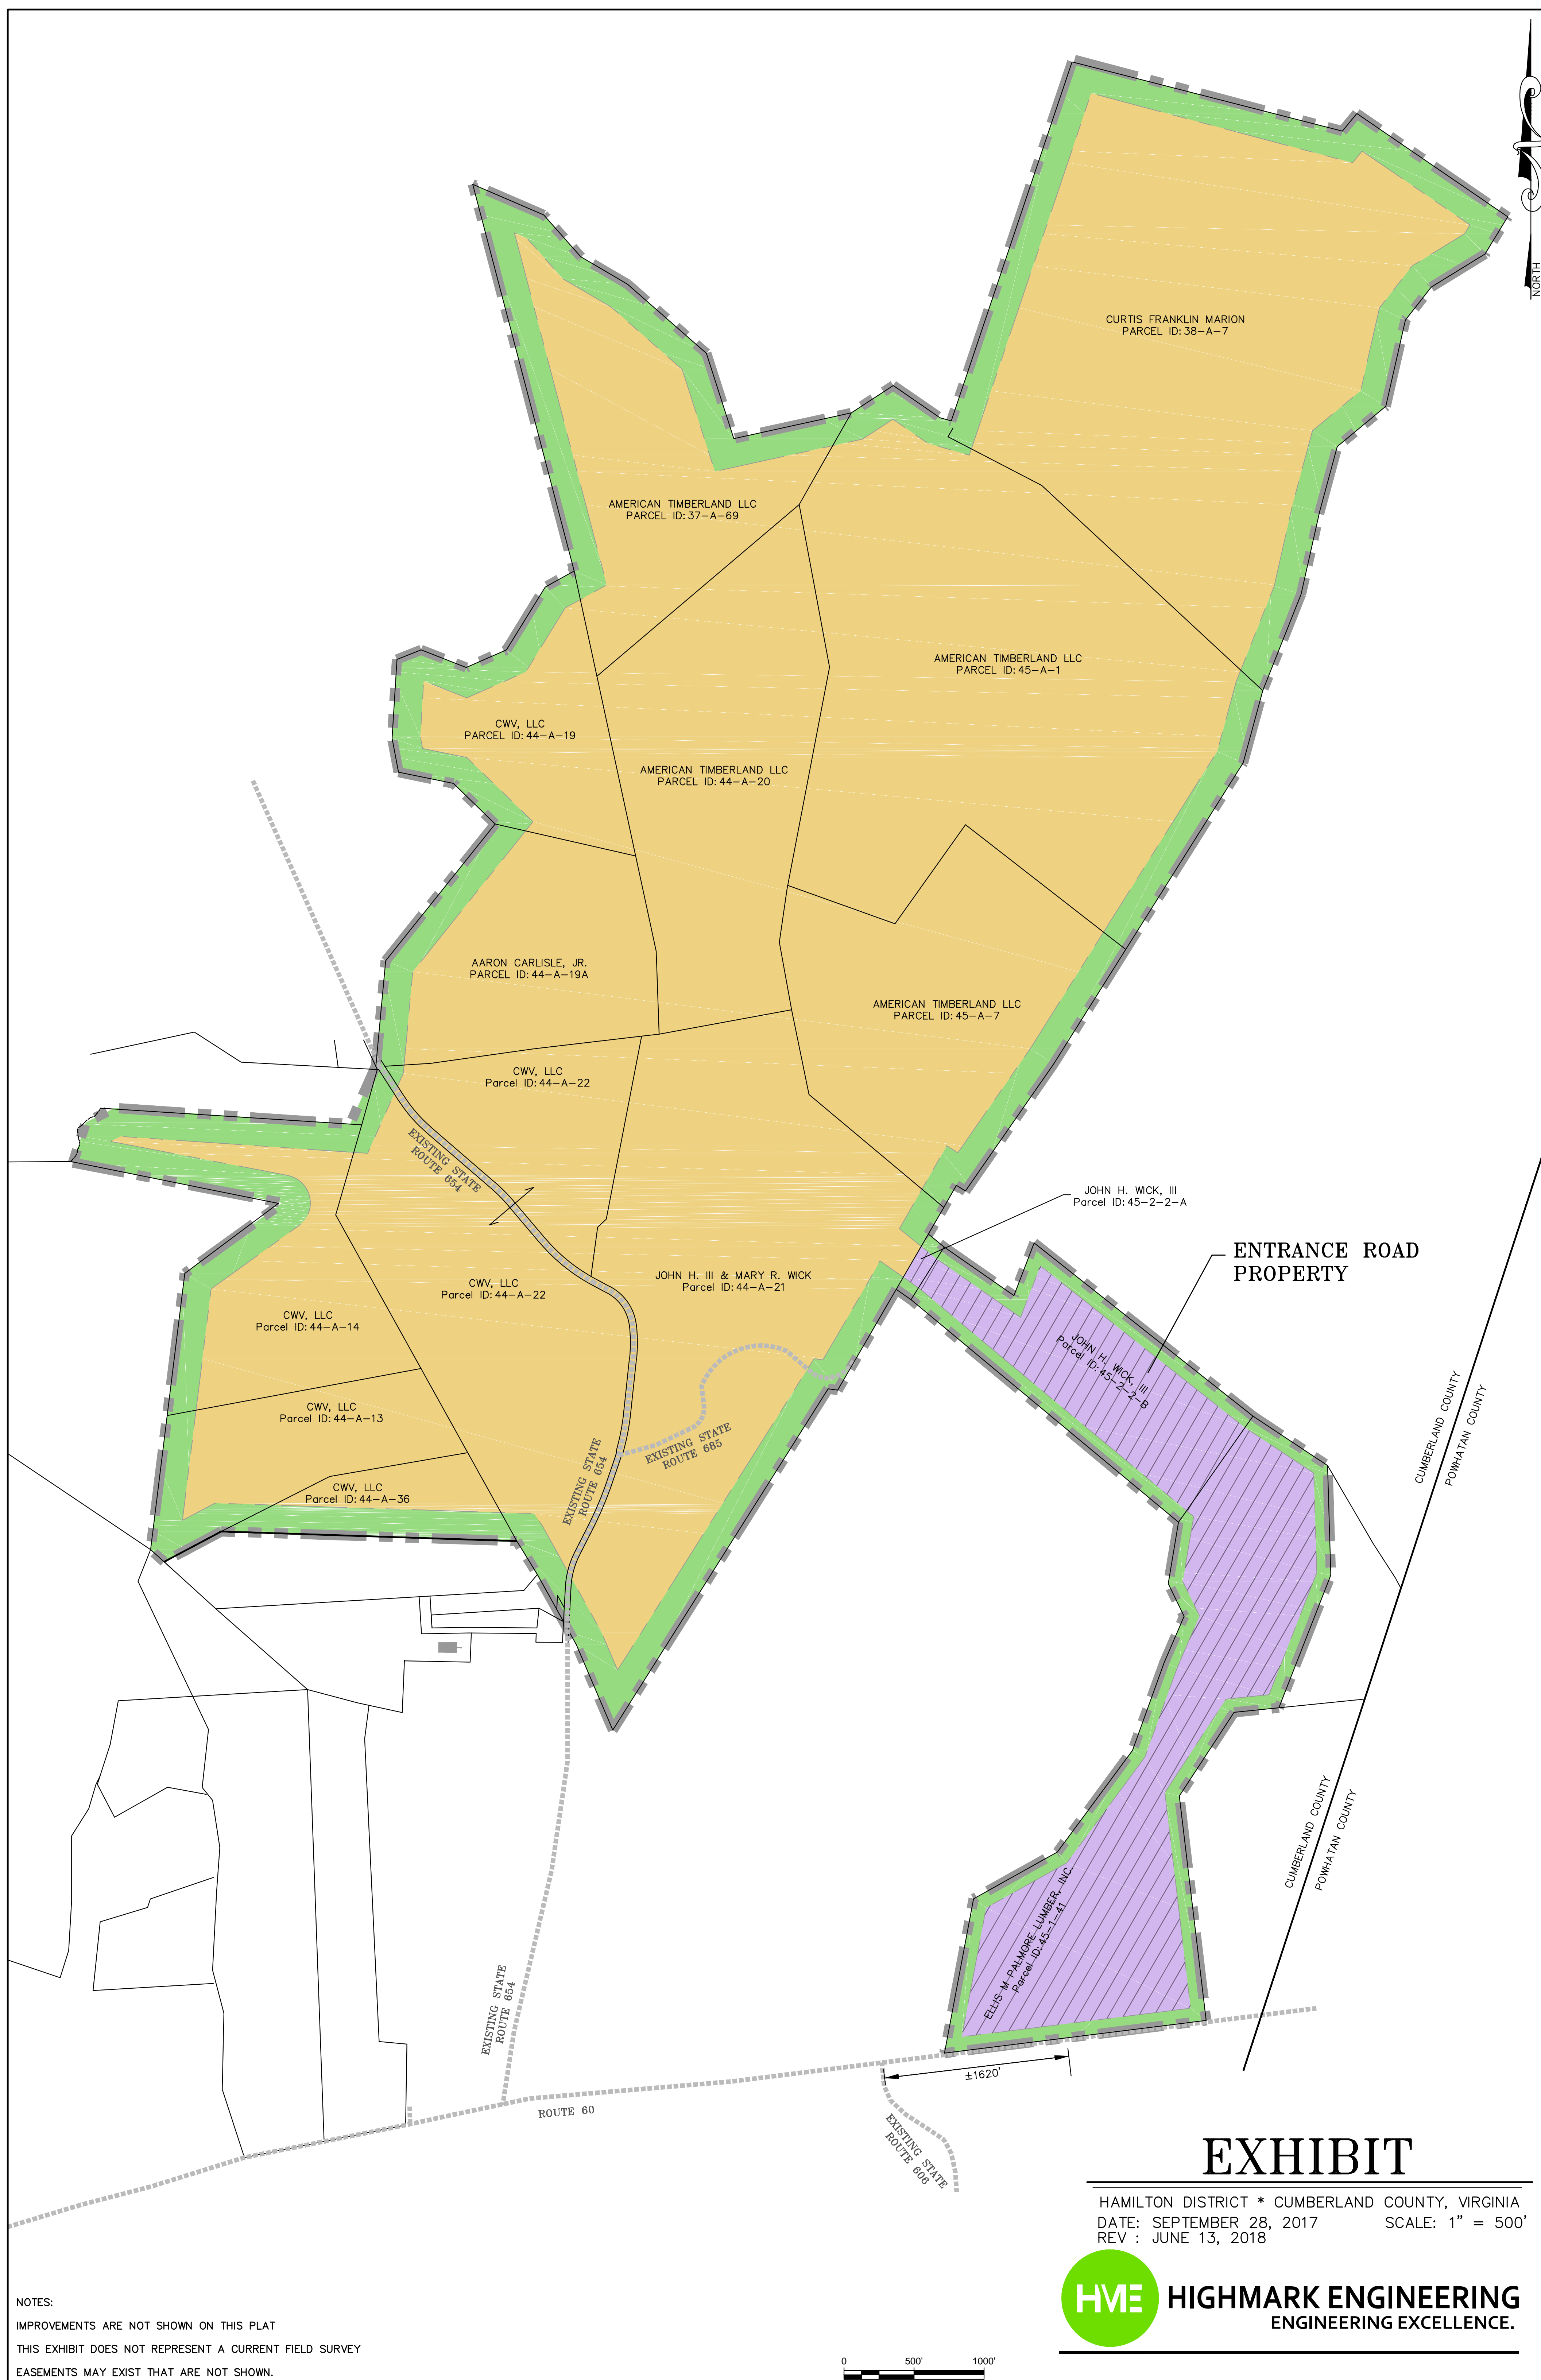 NORTH
CURTIS FRANKLIN MARION
PARCEL ID: 38-A-7
AMERICAN TIMBERLAND LLC
PARCEL ID: 37-A-69
AMERICAN TIMBERLAND LLC
PARCEL ID: 45-A-1
CWV, LLC
PARCEL ID: 44-A-19
AMERICAN TIMBERLAND LLC
PARCEL ID: 44-A-20
AARON CARLISLE, JR.
PARCEL ID: 44-A-19A
AMERICAN TIMBERLAND LLC
PARCEL ID: 45-A-7
CWV, LLC
Parcel ID: 44-A-22
EXISTING STATE
ROUTE 654
JOHN H. WICK, III
Parcel ID: 45-2-2-A
ENTRANCE ROAD
PROPERTY
JOHN H. III & MARY R. WICK
Parcel ID: 44-A-21
CWV, LLC
Parcel ID: 44-A-22
CWV, LLC
Parcel ID: 44-A-14
JOHN H. WICK, III
Parcel ID: 45-2-2-B
CWV, LLC
Parcel ID: 44-A-13
CUMBERLAND COUNTY
POWHATAN COUNTY
EXISTING STATE
ROUTE 685
EXISTING STATE
ROUTE 654
CWV, LLC
Parcel ID: 44-A-36
CUMBERLAND COUNTY
POWHATAN COUNTY
ELLIS M PALMORE LUMBER, INC.
Parcel ID: 45-1-41
EXISTING STATE
ROUTE 654
±1620'
ROUTE 60
EXISTING STATE
ROUTE 606
EXHIBIT
HAMILTON DISTRICT * CUMBERLAND COUNTY, VIRGINIA
DATE: SEPTEMBER 28, 2017 SCALE: 1" = 500'
REV : JUNE 13, 2018
HME HIGHMARK ENGINEERING
ENGINEERING EXCELLENCE.
NOTES:
IMPROVEMENTS ARE NOT SHOWN ON THIS PLAT
THIS EXHIBIT DOES NOT REPRESENT A CURRENT FIELD SURVEY
EASEMENTS MAY EXIST THAT ARE NOT SHOWN.
0 500' 1000'